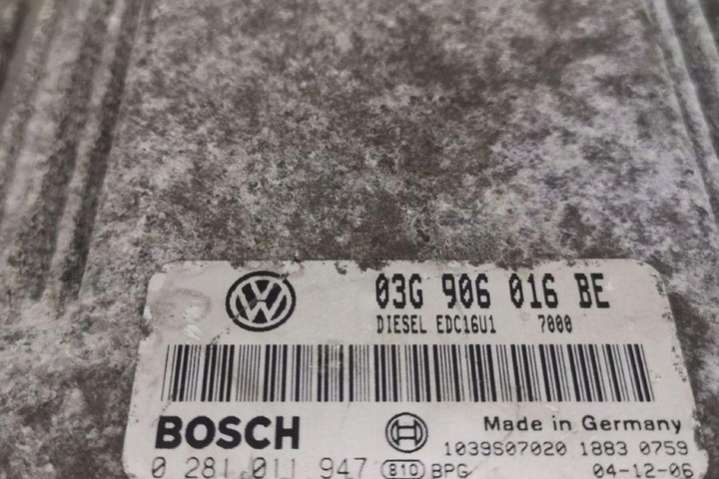 03G 906 016 BE
DIESEL EDC16U1 7000
BOSCH
Made in Germany
1039S07020 1883 0759
0 281 011 947 810 BPG 04-12-06